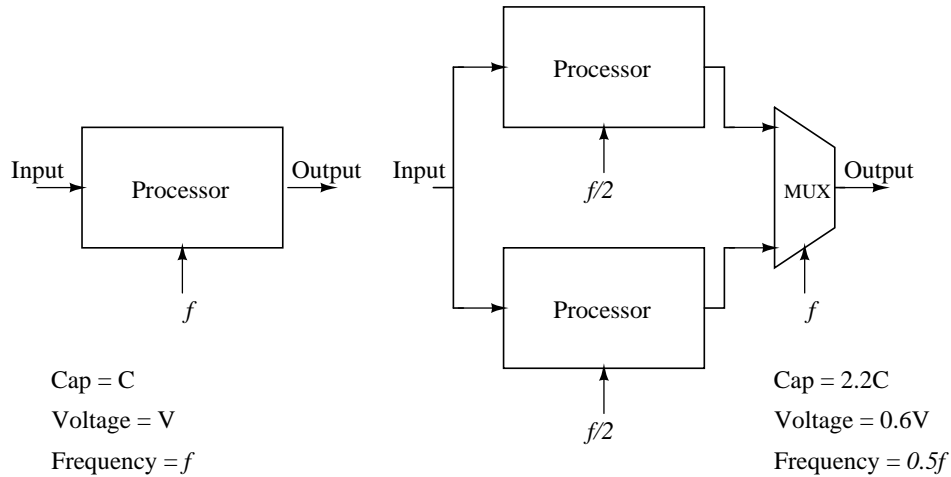 Input
Processor
Output
f
Cap = C
Voltage = V
Frequency = f
Input
Processor
f/2
Processor
f/2
MUX
Output
f
Cap = 2.2C
Voltage = 0.6V
Frequency = 0.5f